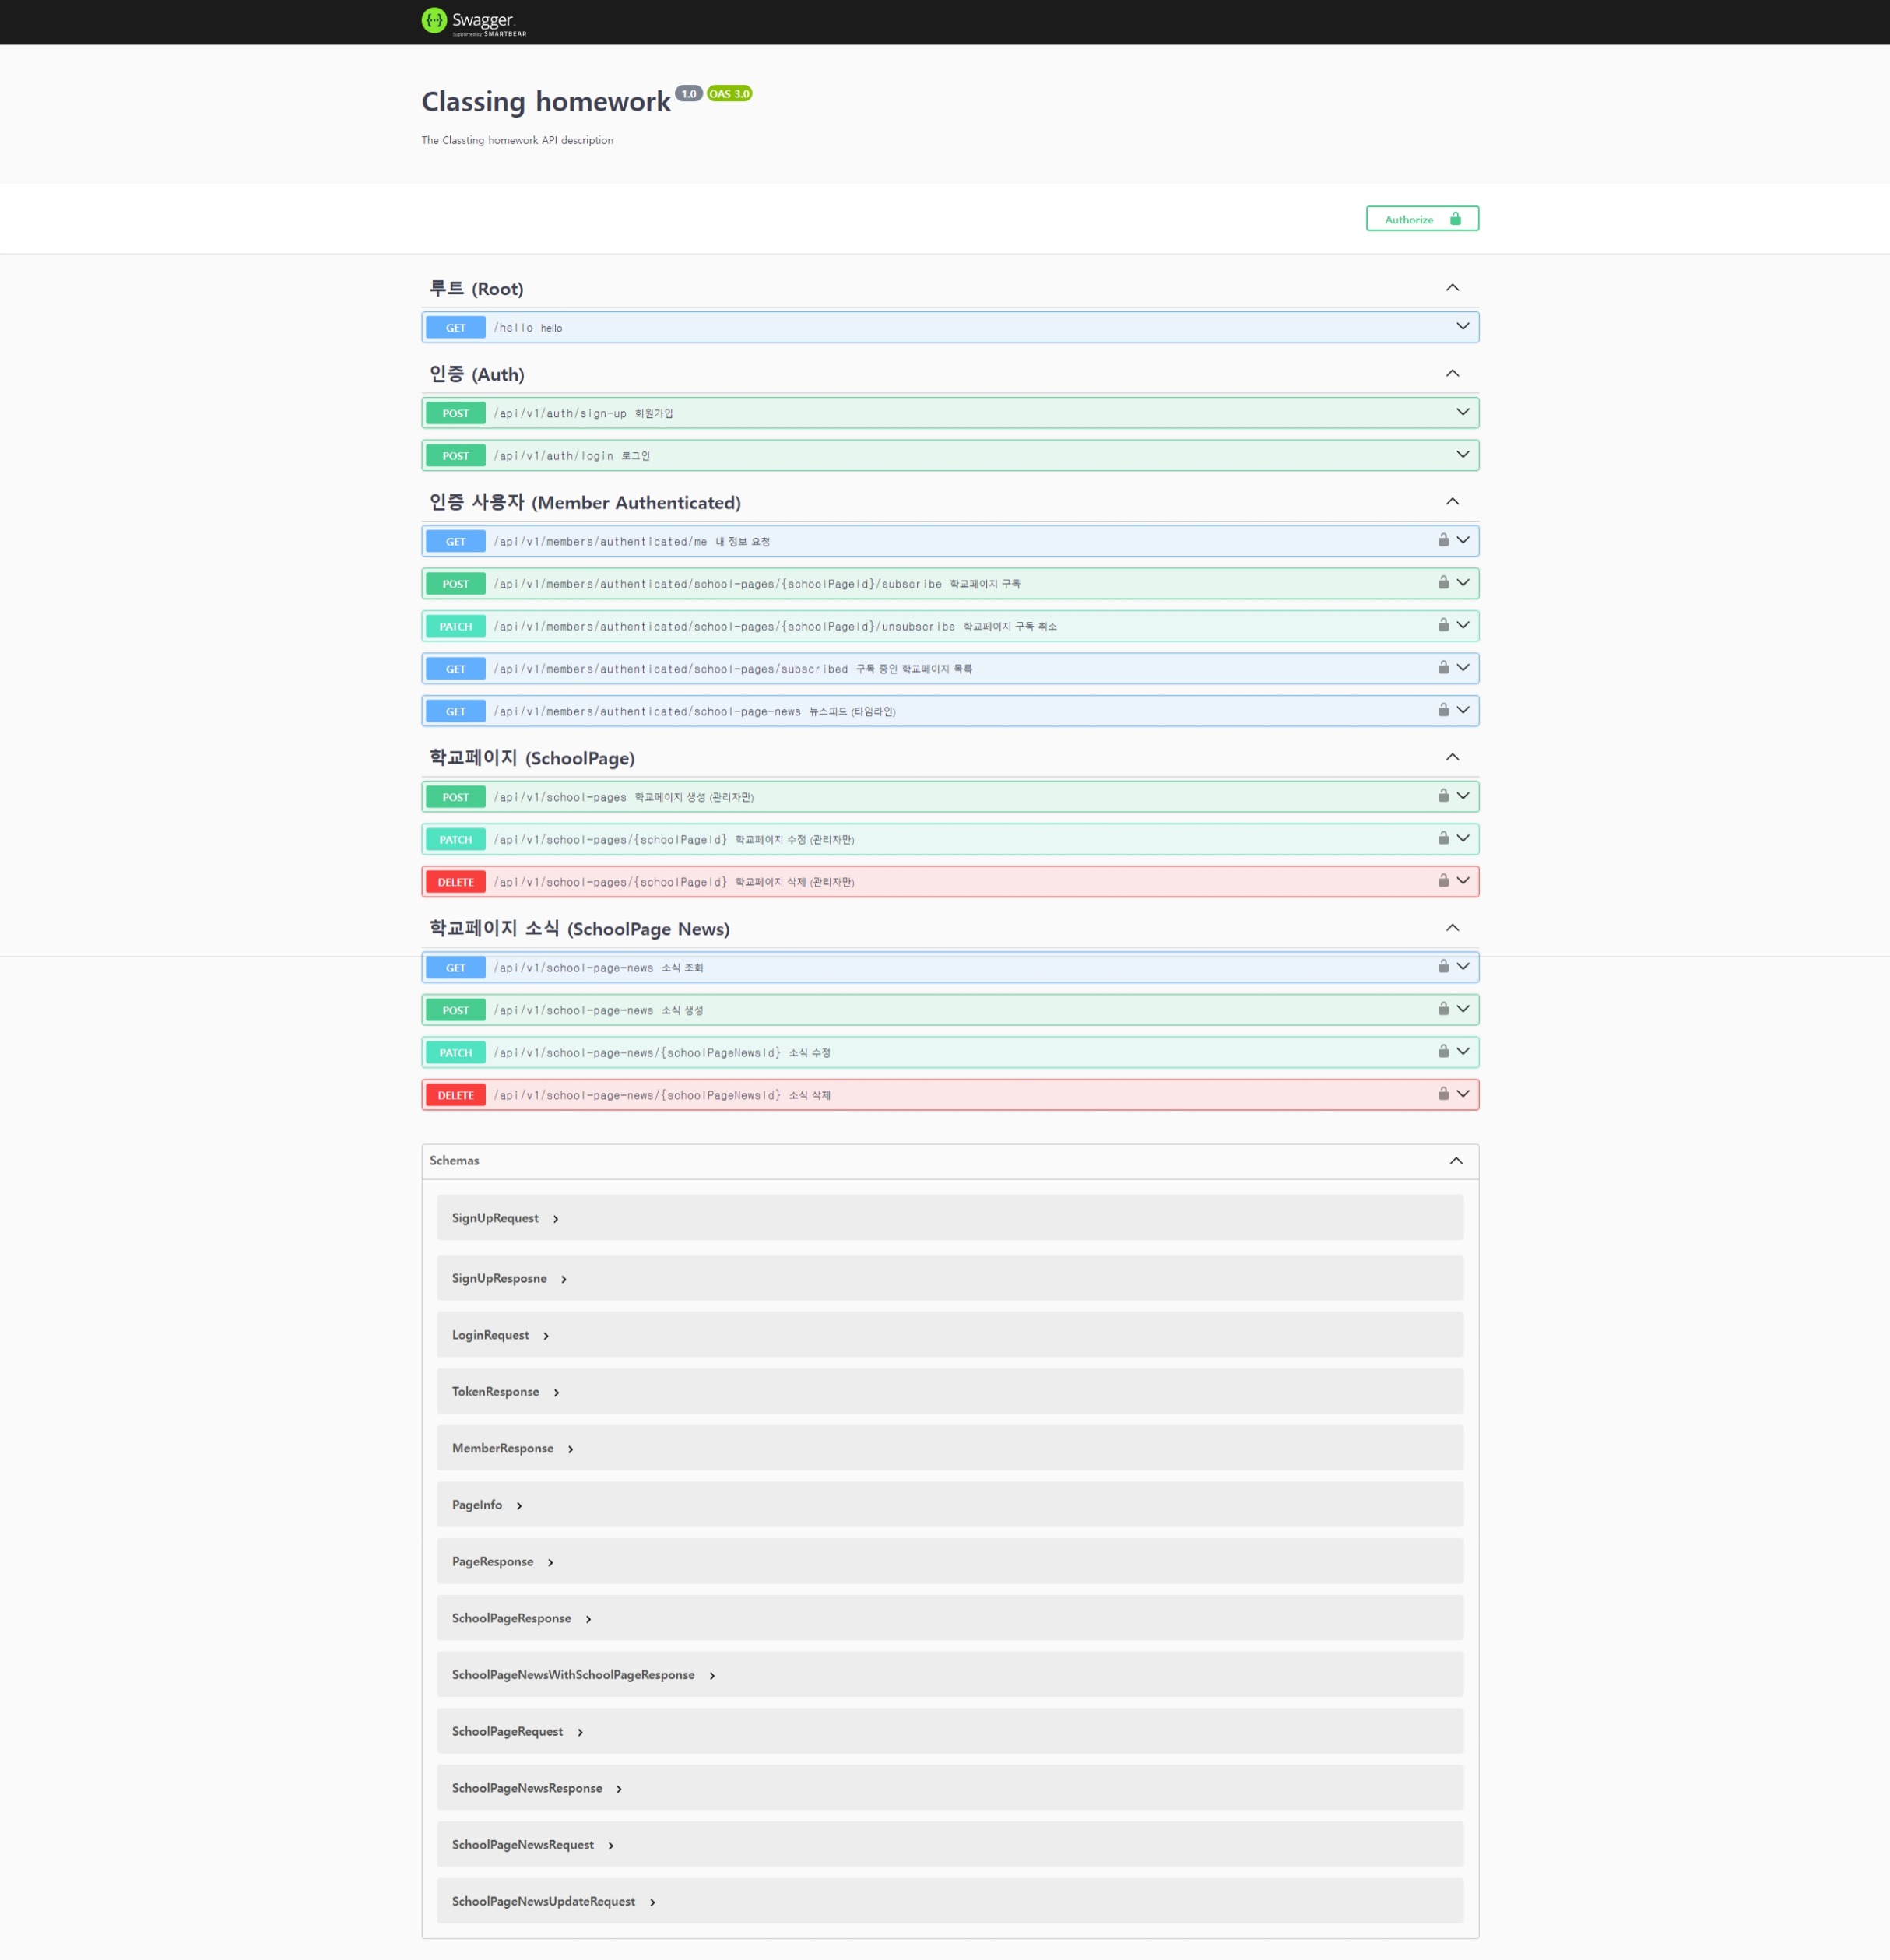 Swagger
Supported by SMARTBEAR
Classing homework 1.0 OAS 3.0
The Classting homework API description
Authorize
루트 (Root)
GET /hello hello
인증 (Auth)
POST /api/v1/auth/sign-up 회원가입
POST /api/v1/auth/login 로그인
인증 사용자 (Member Authenticated)
GET /api/v1/members/authenticated/me 내 정보 요청
POST /api/v1/members/authenticated/school-pages/{schoolPageId}/subscribe 학교페이지 구독
PATCH /api/v1/members/authenticated/school-pages/{schoolPageId}/unsubscribe 학교페이지 구독 취소
GET /api/v1/members/authenticated/school-pages/subscribed 구독 중인 학교페이지 목록
GET /api/v1/members/authenticated/school-page-news 뉴스피드 (타임라인)
학교페이지 (SchoolPage)
POST /api/v1/school-pages 학교페이지 생성 (관리자만)
PATCH /api/v1/school-pages/{schoolPageId} 학교페이지 수정 (관리자만)
DELETE /api/v1/school-pages/{schoolPageId} 학교페이지 삭제 (관리자만)
학교페이지 소식 (SchoolPage News)
GET /api/v1/school-page-news 소식 조회
POST /api/v1/school-page-news 소식 생성
PATCH /api/v1/school-page-news/{schoolPageNewsId} 소식 수정
DELETE /api/v1/school-page-news/{schoolPageNewsId} 소식 삭제
Schemas
SignUpRequest
SignUpResposne
LoginRequest
TokenResponse
MemberResponse
PageInfo
PageResponse
SchoolPageResponse
SchoolPageNewsWithSchoolPageResponse
SchoolPageRequest
SchoolPageNewsResponse
SchoolPageNewsRequest
SchoolPageNewsUpdateRequest